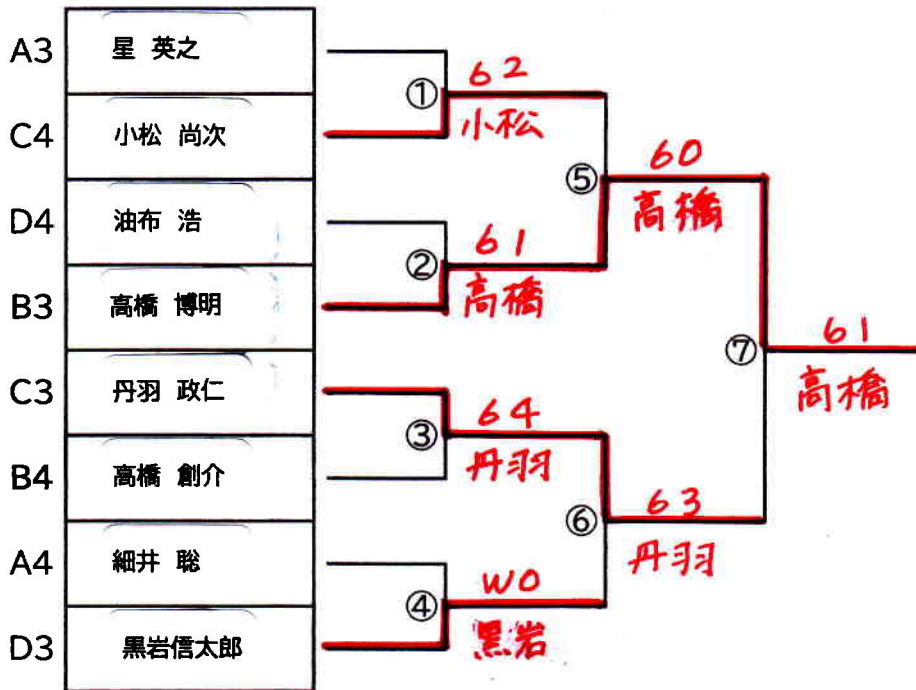 A3 星 英之
C4 小松 尚次
D4 油布 浩
B3 高橋 博明
C3 丹羽 政仁
B4 高橋 創介
A4 細井 聡
D3 黒岩信太郎
① 62
小松
② 61
高橋
③ 64
丹羽
④ W0
黒岩
⑤ 60
高橋
⑥ 63
丹羽
⑦ 61
高橋